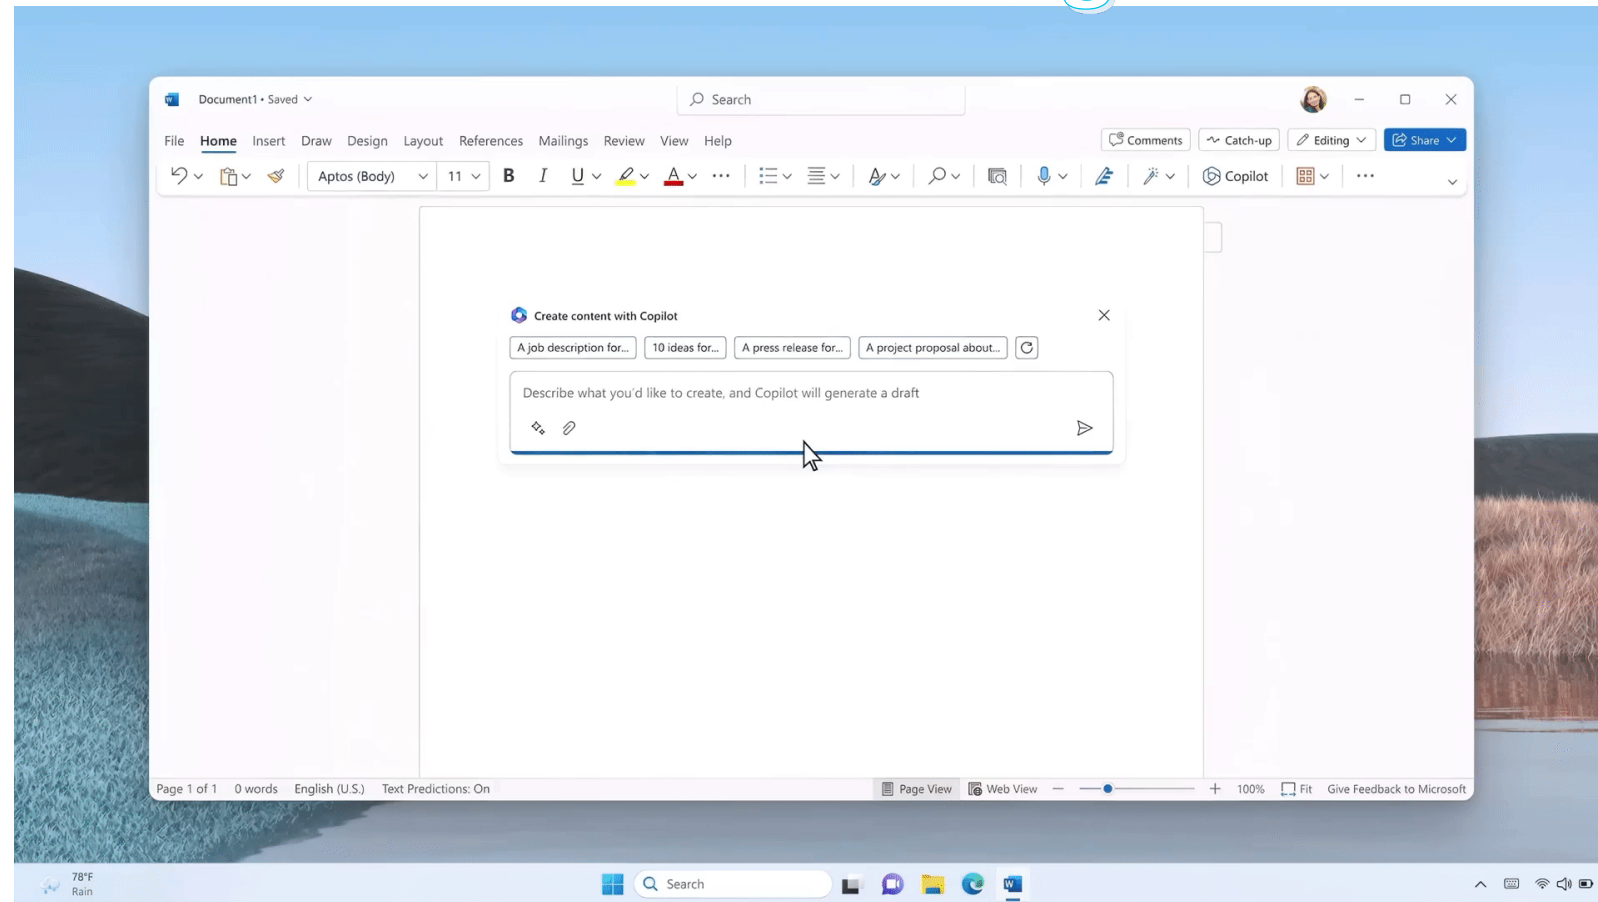 Document1 • Saved
Search
File Home Insert Draw Design Layout References Mailings Review View Help
Comments Catch-up Editing Share
Aptos (Body) 11 B I U A Copilot
Create content with Copilot
A job description for... 10 ideas for... A press release for... A project proposal about...
Describe what you'd like to create, and Copilot will generate a draft
Page 1 of 1 0 words English (U.S.) Text Predictions: On Page View Web View 100% Fit Give Feedback to Microsoft
78°F
Rain
Search